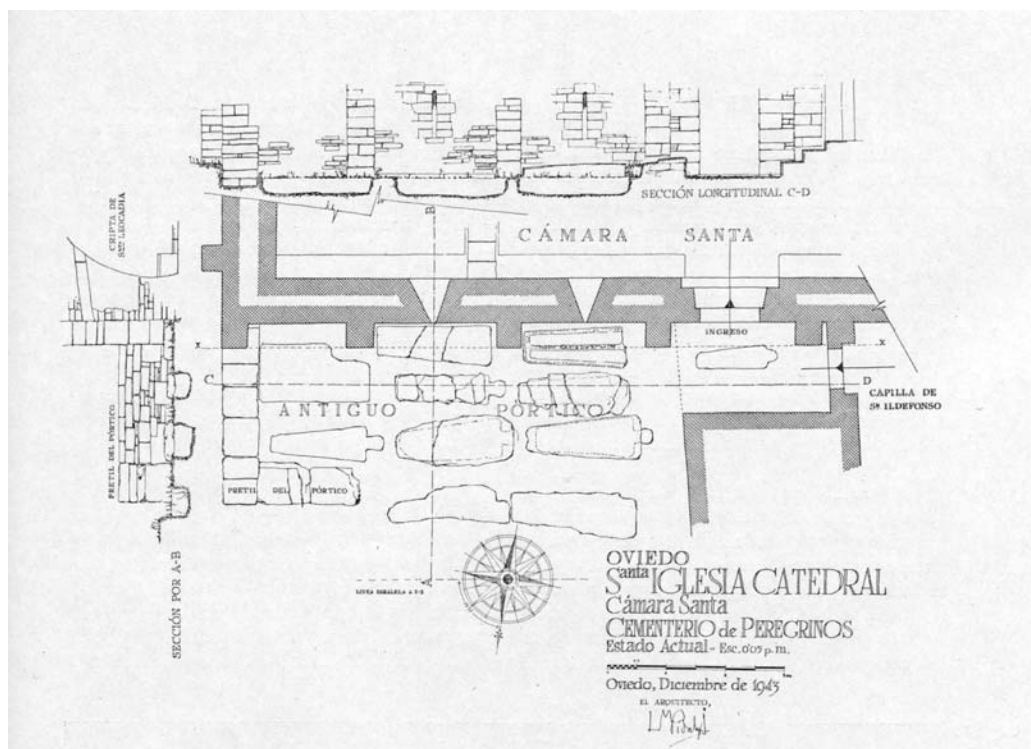 SECCIÓN LONGITUDINAL C-D
CRIPTA DE
Sta LEOCADIA
B
CÁMARA SANTA
INGRESO
X
X
C
D
CAPILLA DE
Sn ILDEFONSO
ANTIGUO PÓRTICO
PRETIL DEL PÓRTICO
PRETIL DEL PÓRTICO
SECCIÓN POR A-B
A
LINEA PARALELA A
OVIEDO
Santa IGLESIA CATEDRAL
Cámara Santa
CEMENTERIO de PEREGRINOS
Estado Actual - Esc. 0'05 p.m.
Oviedo, Diciembre de 1943
EL ARQUITECTO,